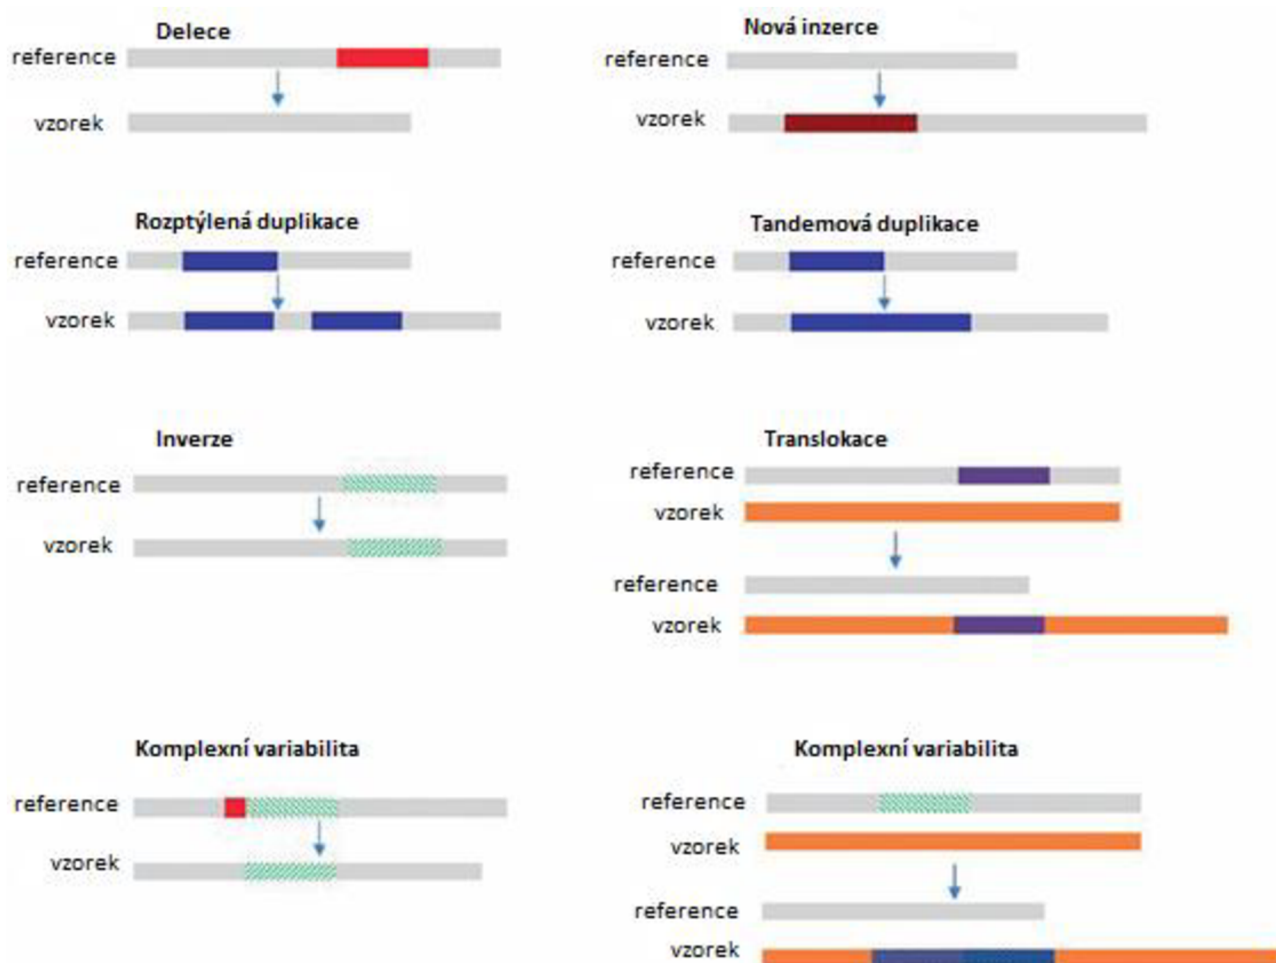 Delece
reference
vzorek
Nová inzerce
reference
vzorek
Rozptýlená duplikace
reference
vzorek
Tandemová duplikace
reference
vzorek
Inverze
reference
vzorek
Translokace
reference
vzorek
reference
vzorek
Komplexní variabilita
reference
vzorek
Komplexní variabilita
reference
vzorek
reference
vzorek